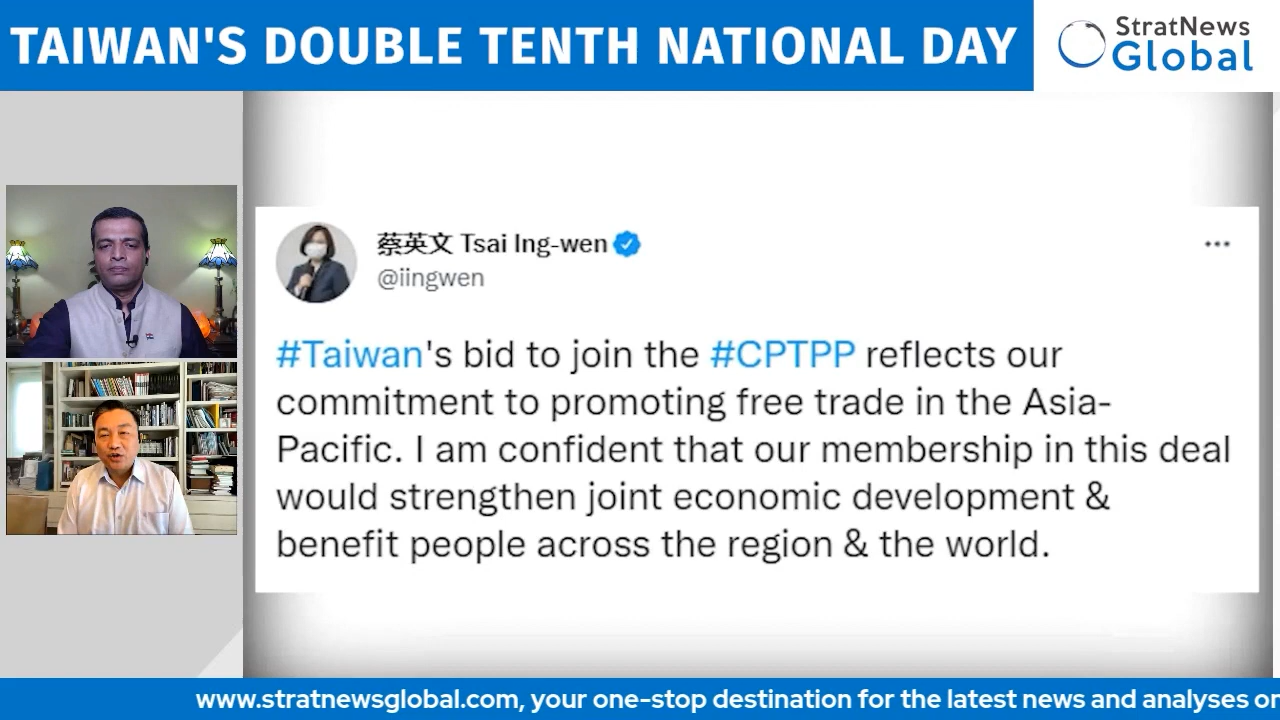 TAIWAN'S DOUBLE TENTH NATIONAL DAY
StratNews
Global
蔡英文 Tsai Ing-wen
@iingwen
#Taiwan's bid to join the #CPTPP reflects our
commitment to promoting free trade in the Asia-
Pacific. I am confident that our membership in this deal
would strengthen joint economic development &
benefit people across the region & the world.
www.stratnewsglobal.com, your one-stop destination for the latest news and analyses or